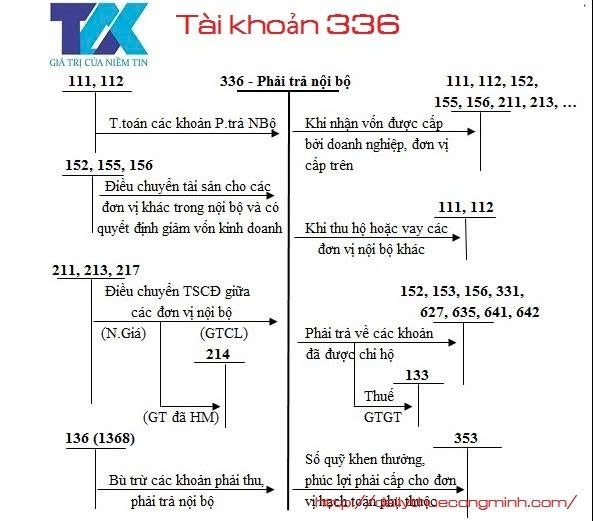 TAX
GIÁ TRỊ CỦA NIỀM TIN
Tài khoản 336
111, 112
336 - Phải trả nội bộ
111, 112, 152,
155, 156, 211, 213, …
T.toán các khoản P.trả NBộ
Khi nhận vốn được cấp
bởi doanh nghiệp, đơn vị
cấp trên
152, 155, 156
Điều chuyển tài sản cho các
đơn vị khác trong nội bộ và có
quyết định giảm vốn kinh doanh
111, 112
Khi thu hộ hoặc vay các
đơn vị nội bộ khác
211, 213, 217
Điều chuyển TSCĐ giữa
các đơn vị nội bộ
(N.Giá)
(GTCL)
214
(GT đã HM)
152, 153, 156, 331,
627, 635, 641, 642
Phải trả về các khoản
đã được chi hộ
133
Thuế
GTGT
136 (1368)
Bù trừ các khoản phải thu,
phải trả nội bộ
353
Số quỹ khen thưởng,
phúc lợi phải cấp cho đơn
vị hạch toán phụ thuộc
http://dailythuecongminh.com/